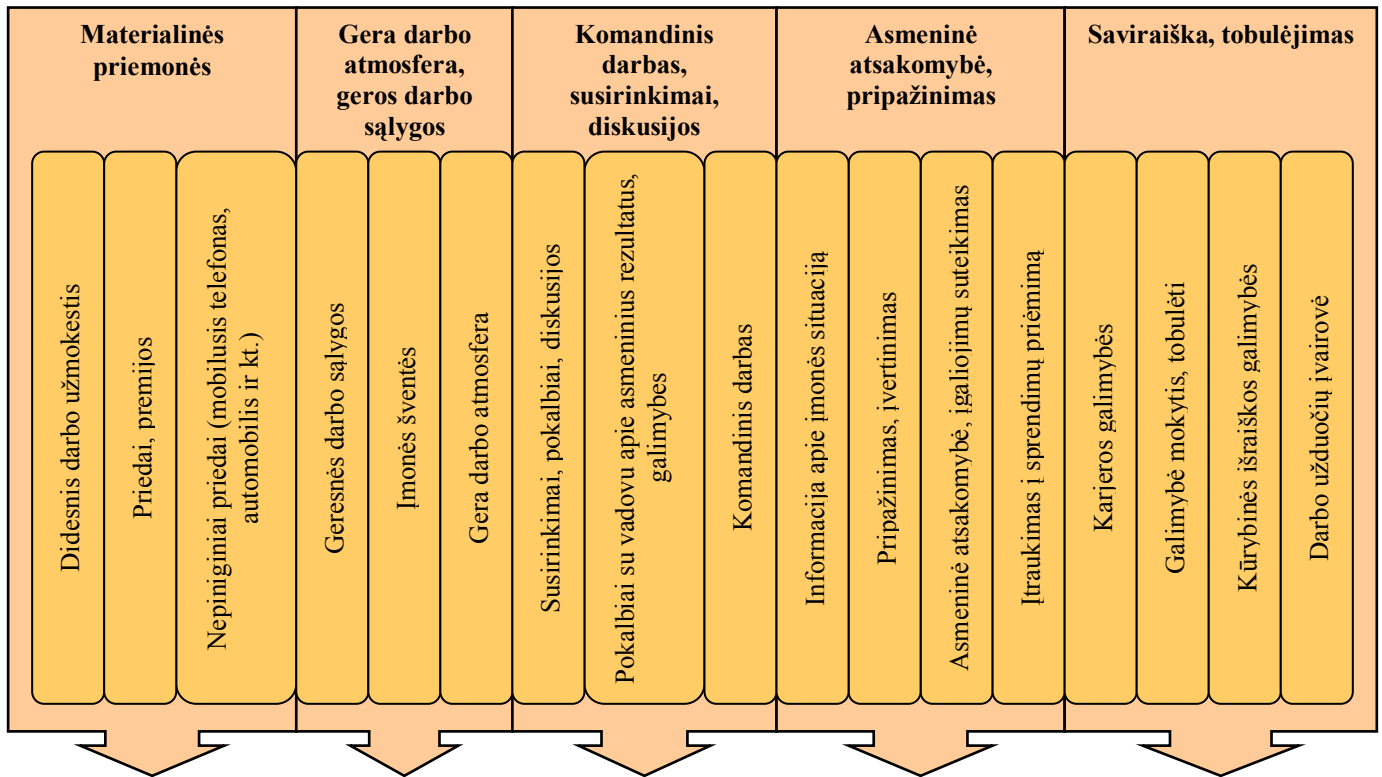 Materialinės
priemonės
Gera darbo
atmosfera,
geros darbo
sąlygos
Komandinis
darbas,
susirinkimai,
diskusijos
Asmeninė
atsakomybė,
pripažinimas
Saviraiška, tobulėjimas
Didesnis darbo užmokestis
Priedai, premijos
Nepiniginiai priedai (mobilusis telefonas,
automobilis ir kt.)
Geresnės darbo sąlygos
Įmonės šventės
Gera darbo atmosfera
Susirinkimai, pokalbiai, diskusijos
Pokalbiai su vadovu apie asmeninius rezultatus,
galimybes
Komandinis darbas
Informacija apie įmonės situaciją
Pripažinimas, įvertinimas
Asmeninė atsakomybė, įgaliojimų suteikimas
Įtraukimas į sprendimų priėmimą
Karjeros galimybės
Galimybė mokytis, tobulėti
Kūrybinės išraiškos galimybės
Darbo užduočių įvairovė